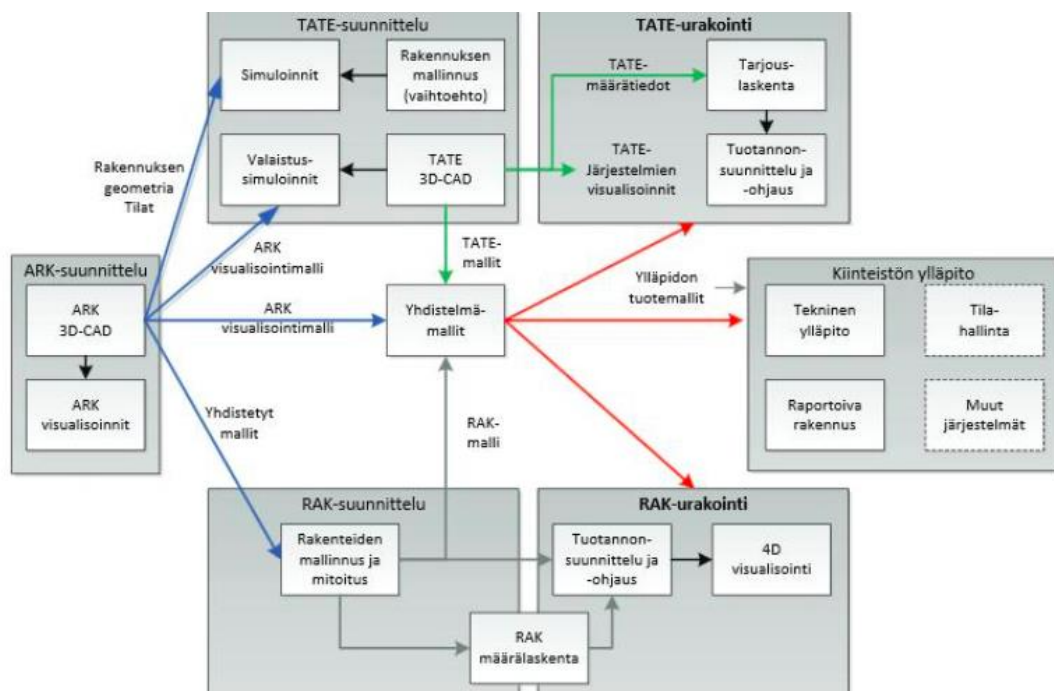 TATE-suunnittelu
Simuloinnit
Rakennuksen
mallinnus
(vaihtoehto)
Valaistus-
simuloinnit
TATE
3D-CAD
TATE-urakointi
TATE-
määrätiedot
Tarjous-
laskenta
TATE-
Järjestelmien
visualisoinnit
Tuotannon-
suunnittelu ja
-ohjaus
Rakennuksen
geometria
Tilat
ARK
visualisointimalli
TATE-
mallit
ARK-suunnittelu
ARK
3D-CAD
ARK
visualisoinnit
ARK
visualisointimalli
Yhdistelmä-
mallit
Ylläpidon
tuotemallit
Kiinteistön ylläpito
Tekninen
ylläpito
Tila-
hallinta
Raportoiva
rakennus
Muut
järjestelmät
Yhdistetyt
mallit
RAK-
malli
RAK-suunnittelu
Rakenteiden
mallinnus ja
mitoitus
RAK
määrälaskenta
RAK-urakointi
Tuotannon-
suunnittelu ja
-ohjaus
4D
visualisointi